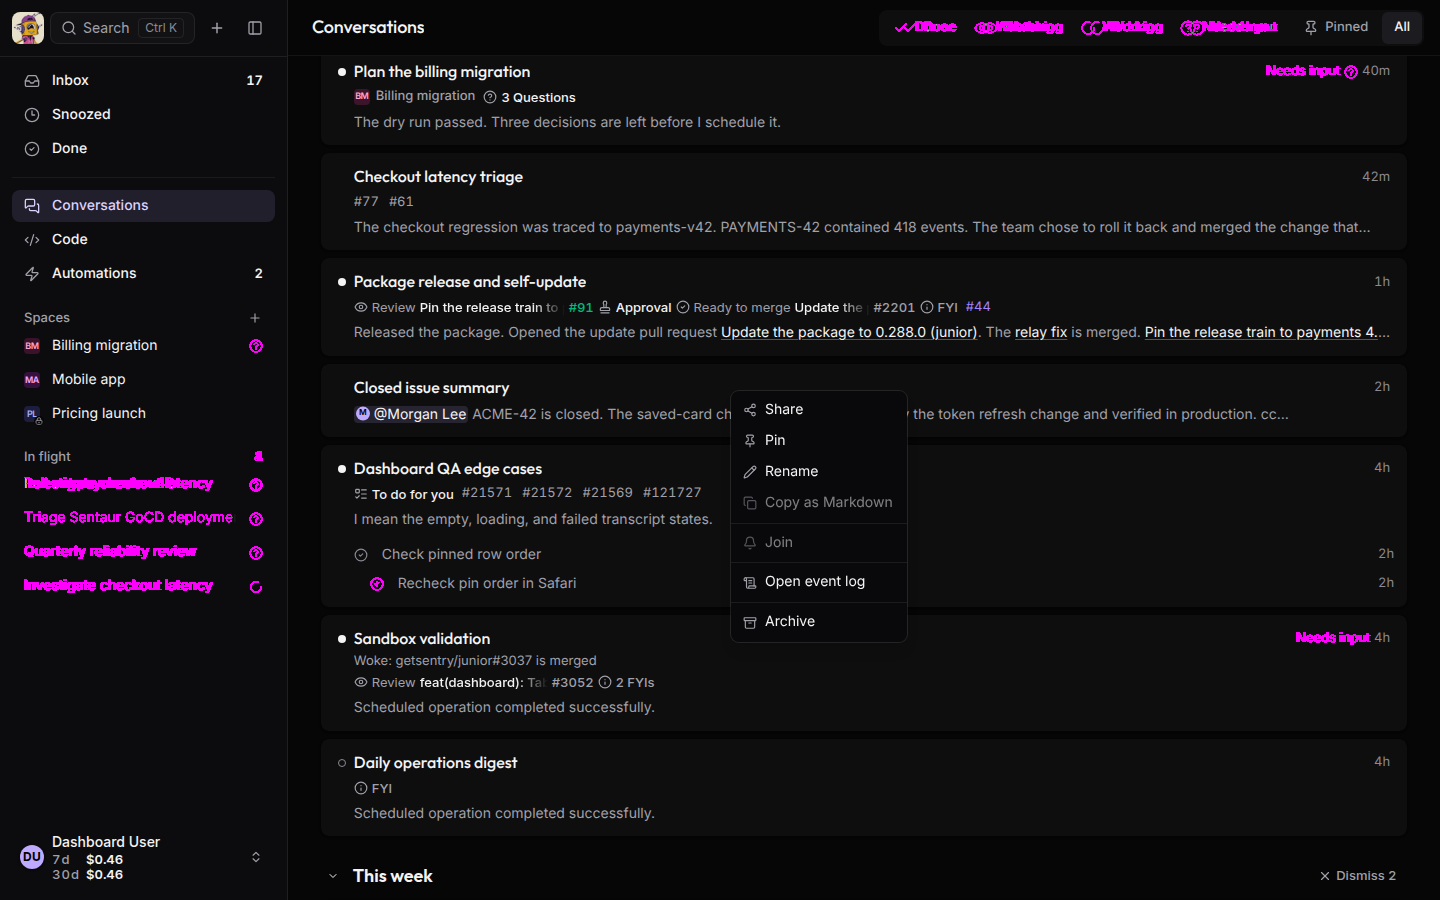 Search Ctrl K
Inbox 17
Snoozed
Done
Conversations
Code
Automations 2
Spaces
BM Billing migration
MA Mobile app
PL Pricing launch
In flight
Triage Sentaur GoCD deployme
Quarterly reliability review
Investigate checkout latency
DU Dashboard User
7d $0.46
30d $0.46
Conversations
Pinned All
Plan the billing migration Needs input 40m
BM Billing migration 3 Questions
The dry run passed. Three decisions are left before I schedule it.
Checkout latency triage 42m
#77 #61
The checkout regression was traced to payments-v42. PAYMENTS-42 contained 418 events. The team chose to roll it back and merged the change that...
Package release and self-update 1h
Review Pin the release train to #91 Approval Ready to merge Update the #2201 FYI #44
Released the package. Opened the update pull request Update the package to 0.288.0 (junior). The relay fix is merged. Pin the release train to payments 4....
Closed issue summary 2h
M @Morgan Lee ACME-42 is closed. The saved-card ch the token refresh change and verified in production. cc...
Share
Pin
Rename
Copy as Markdown
Join
Open event log
Archive
Dashboard QA edge cases 4h
To do for you #21571 #21572 #21569 #121727
I mean the empty, loading, and failed transcript states.
Check pinned row order 2h
Recheck pin order in Safari 2h
Sandbox validation Needs input 4h
Woke: getsentry/junior#3037 is merged
Review feat(dashboard): Ta #3052 2 FYIs
Scheduled operation completed successfully.
Daily operations digest 4h
FYI
Scheduled operation completed successfully.
This week Dismiss 2